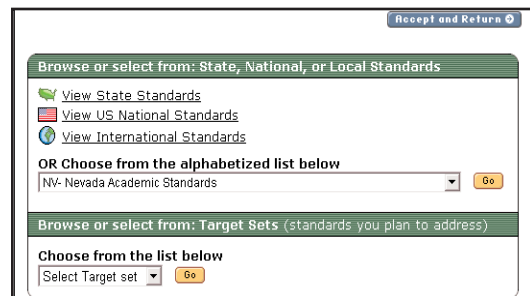 Accept and Return
Browse or select from: State, National, or Local Standards
View State Standards
View US National Standards
View International Standards
OR Choose from the alphabetized list below
NV- Nevada Academic Standards
Go
Browse or select from: Target Sets (standards you plan to address)
Choose from the list below
Select Target set
Go